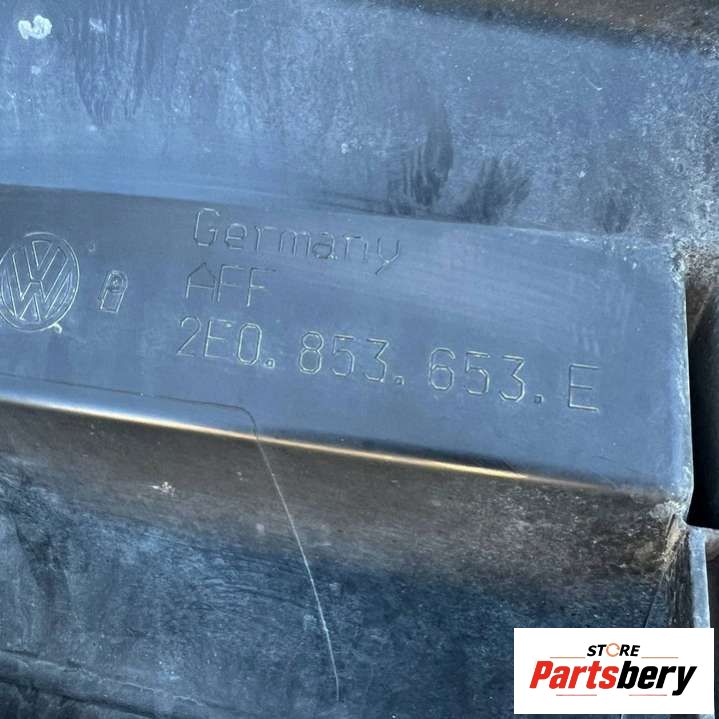 Germany
AFF
2E0.853.653.E
STORE
Partsbery